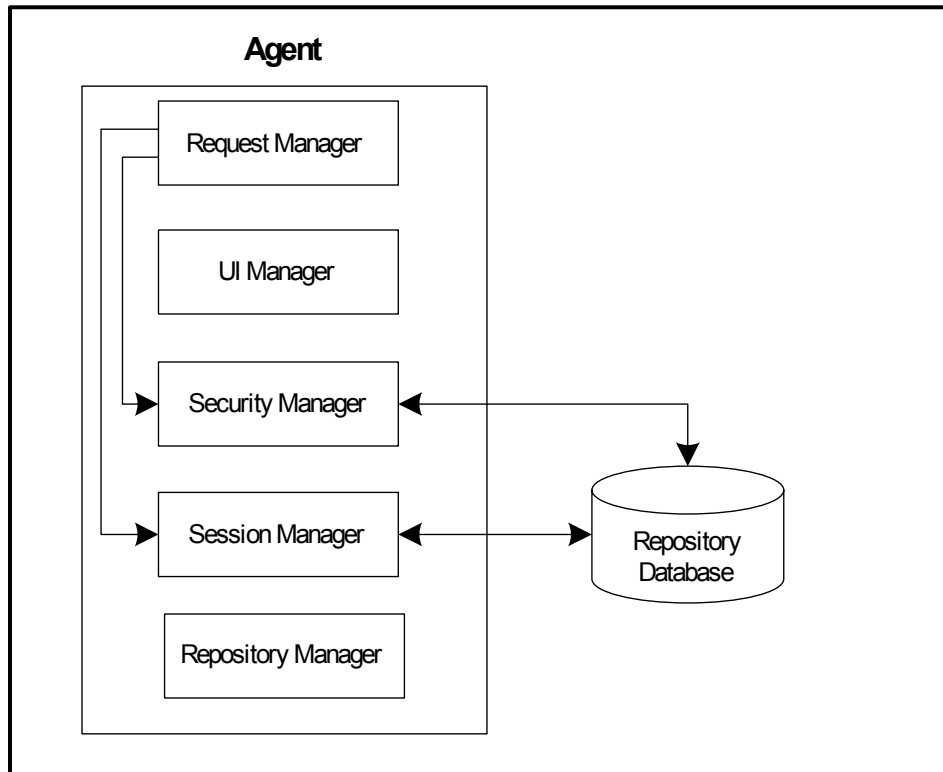 Agent
Request Manager
UI Manager
Security Manager
Session Manager
Repository
Database
Repository Manager